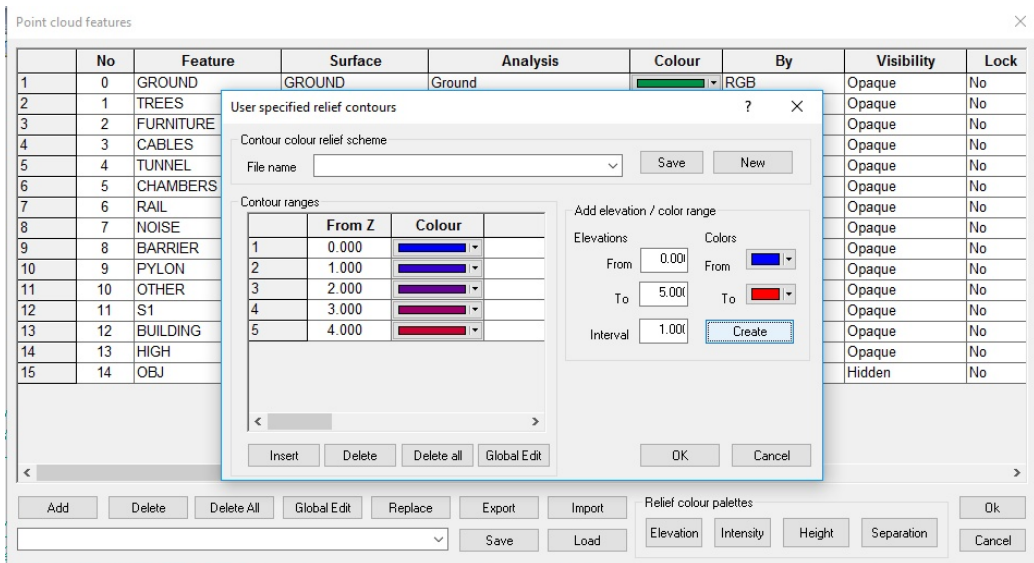 Point cloud features
No Feature Surface Analysis Colour By Visibility Lock
1 0 GROUND GROUND Ground RGB Opaque No
2 1 TREES Opaque No
3 2 FURNITURE Opaque No
4 3 CABLES Opaque No
5 4 TUNNEL Opaque No
6 5 CHAMBERS Opaque No
7 6 RAIL Opaque No
8 7 NOISE Opaque No
9 8 BARRIER Opaque No
10 9 PYLON Opaque No
11 10 OTHER Opaque No
12 11 S1 Opaque No
13 12 BUILDING Opaque No
14 13 HIGH Opaque No
15 14 OBJ Hidden No
User specified relief contours ?
Contour colour relief scheme
File name Save New
Contour ranges
From Z Colour
1 0.000
2 1.000
3 2.000
4 3.000
5 4.000
Insert Delete Delete all Global Edit
Add elevation / color range
Elevations Colors
From 0.00 From
To 5.00 To
Interval 1.00 Create
OK Cancel
Add Delete Delete All Global Edit Replace Export Import
Save Load
Relief colour palettes
Elevation Intensity Height Separation
Ok
Cancel